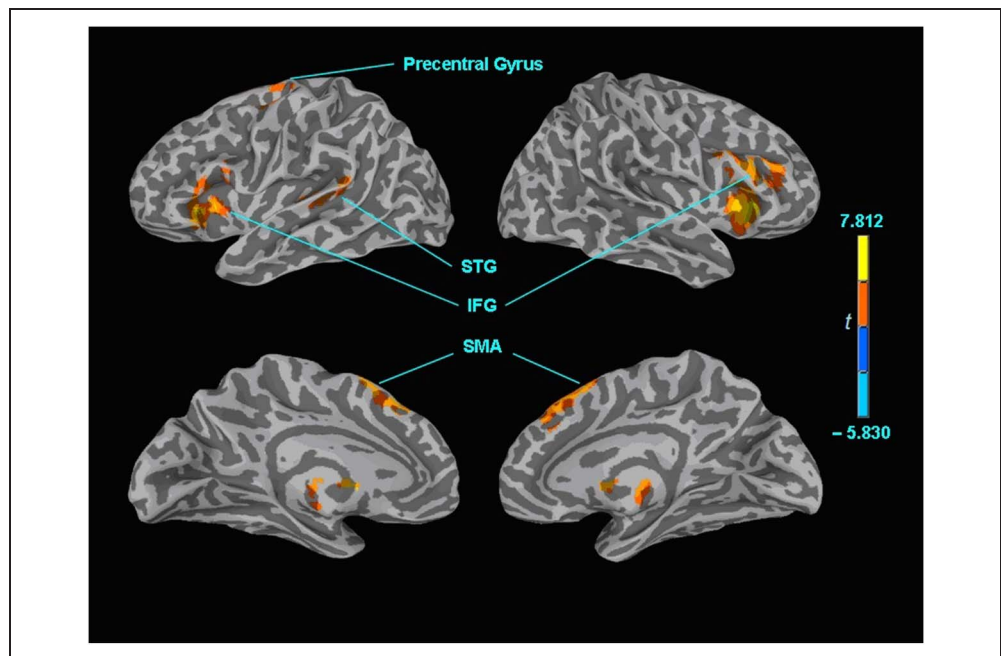 Precentral Gyrus
STG
IFG
SMA
7.812
t
– 5.830